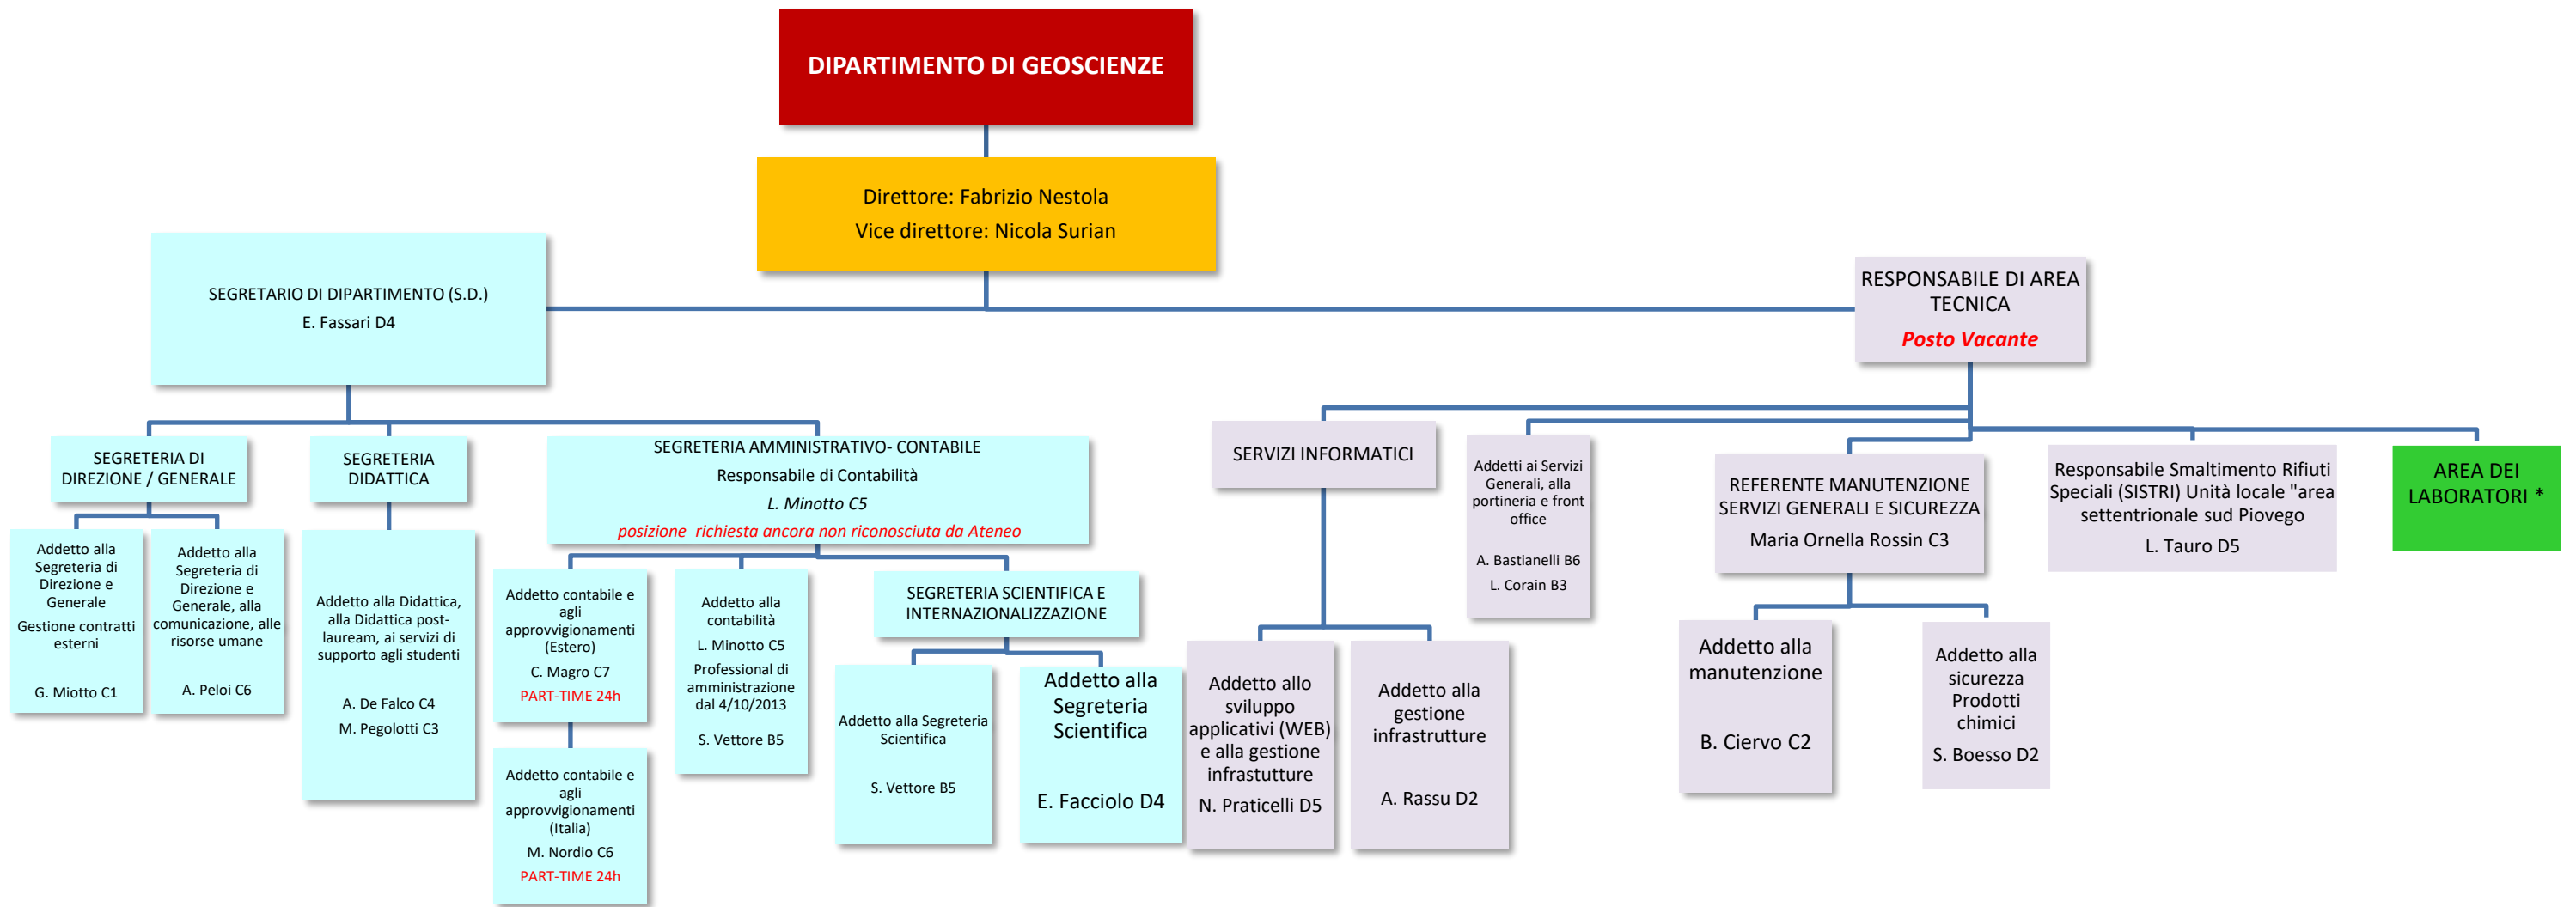 DIPARTIMENTO DI GEOSCIENZE
Direttore: Fabrizio Nestola
Vice direttore: Nicola Surian
SEGRETARIO DI DIPARTIMENTO (S.D.)
E. Fassari D4
RESPONSABILE DI AREA
TECNICA
Posto Vacante
SEGRETERIA DI
DIREZIONE / GENERALE
SEGRETERIA
DIDATTICA
SEGRETERIA AMMINISTRATIVO- CONTABILE
Responsabile di Contabilità
L. Minotto C5
posizione  richiesta ancora non riconosciuta da Ateneo
SERVIZI INFORMATICI
Addetti ai Servizi
Generali, alla
portineria e front
office
A. Bastianelli B6
L. Corain B3
REFERENTE MANUTENZIONE
SERVIZI GENERALI E SICUREZZA
Maria Ornella Rossin C3
Responsabile Smaltimento Rifiuti
Speciali (SISTRI) Unità locale "area
settentrionale sud Piovego
L. Tauro D5
AREA DEI
LABORATORI *
Addetto alla
Segreteria di
Direzione e
Generale
Gestione contratti
esterni
G. Miotto C1
Addetto alla
Segreteria di
Direzione e
Generale, alla
comunicazione, alle
risorse umane
A. Peloi C6
Addetto alla Didattica,
alla Didattica post-
lauream, ai servizi di
supporto agli studenti
A. De Falco C4
M. Pegolotti C3
Addetto contabile e
agli
approvvigionamenti
(Estero)
C. Magro C7
PART-TIME 24h
Addetto contabile e
agli
approvvigionamenti
(Italia)
M. Nordio C6
PART-TIME 24h
Addetto alla
contabilità
L. Minotto C5
Professional di
amministrazione
dal 4/10/2013
S. Vettore B5
SEGRETERIA SCIENTIFICA E
INTERNAZIONALIZZAZIONE
Addetto alla Segreteria
Scientifica
S. Vettore B5
Addetto alla
Segreteria
Scientifica
E. Facciolo D4
Addetto allo
sviluppo
applicativi (WEB)
e alla gestione
infrastutture
N. Praticelli D5
Addetto alla
gestione
infrastrutture
A. Rassu D2
Addetto alla
manutenzione
B. Ciervo C2
Addetto alla
sicurezza
Prodotti
chimici
S. Boesso D2